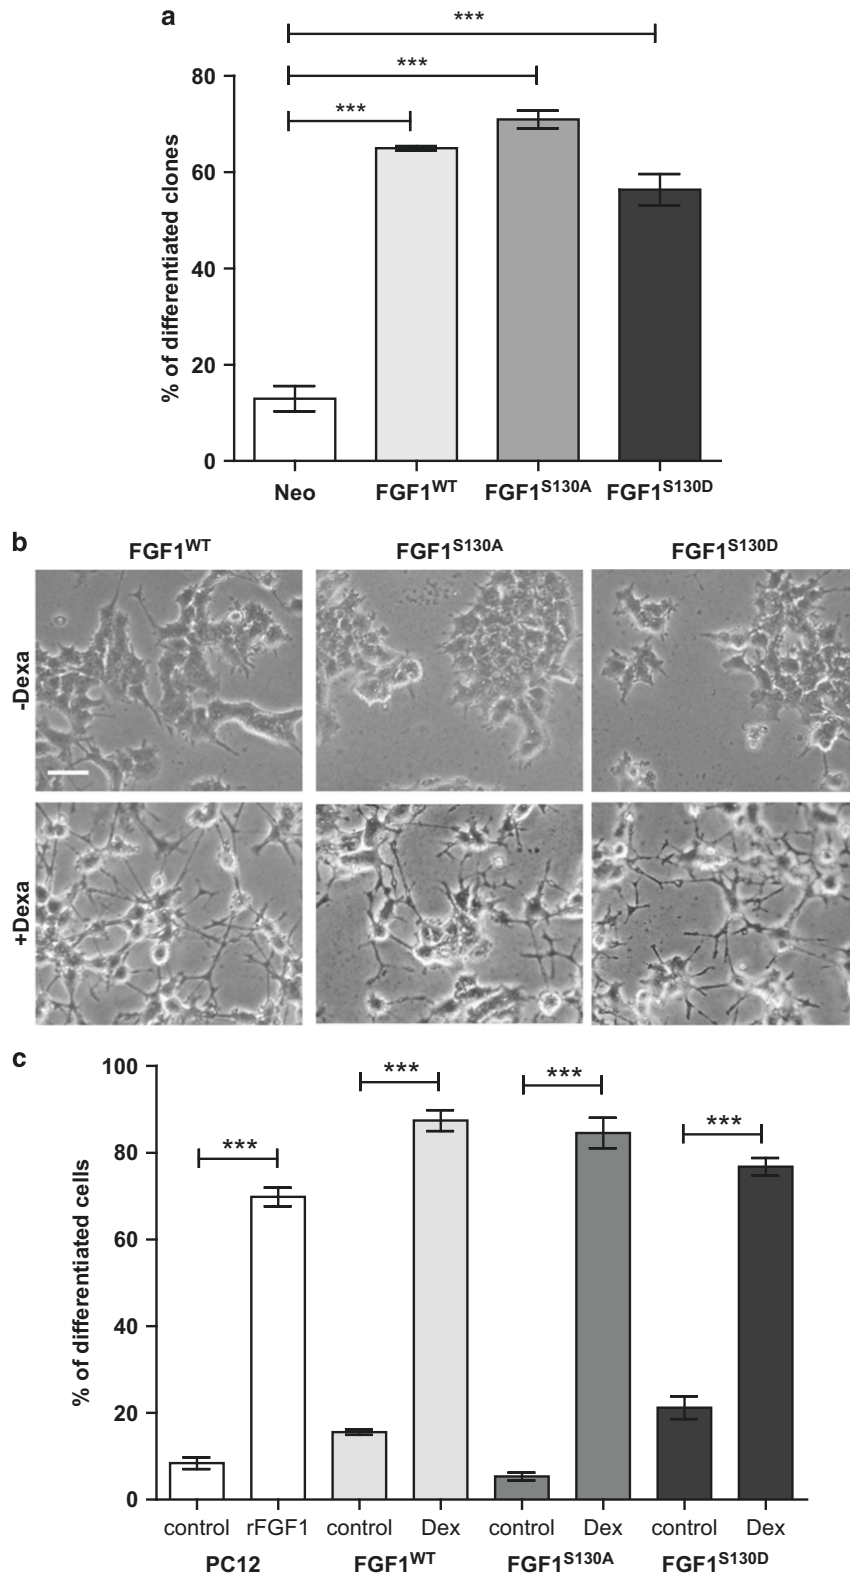 a
***
***
***
80
60
40
20
0
% of differentiated clones
Neo FGF1WT FGF1S130A FGF1S130D
b
FGF1WT FGF1S130A FGF1S130D
-Dexa
+Dexa
c
100
80
60
40
20
0
% of differentiated cells
*** *** *** ***
control rFGF1 control Dex control Dex control Dex
PC12 FGF1WT FGF1S130A FGF1S130D